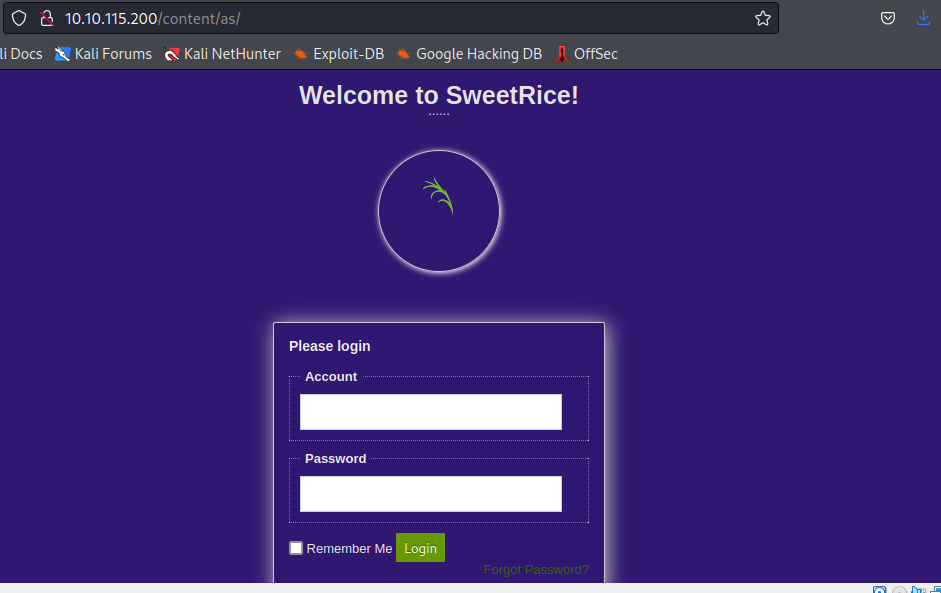 10.10.115.200/content/as/
li Docs Kali Forums Kali NetHunter Exploit-DB Google Hacking DB OffSec
Welcome to SweetRice!
......
Please login
Account
Password
Remember Me Login
Forgot Password?